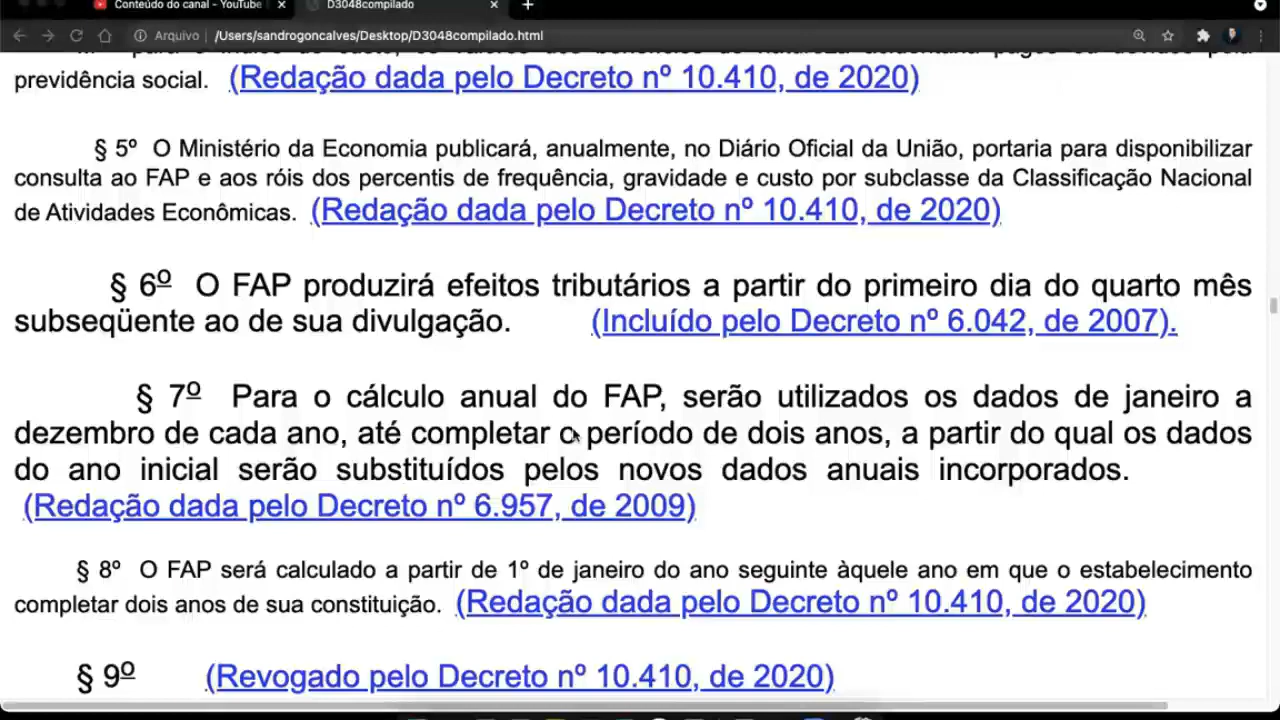 Conteúdo do canal - YouTube
D3048compilado
Arquivo | /Users/sandrogoncalves/Desktop/D3048compilado.html
previdência social. (Redação dada pelo Decreto nº 10.410, de 2020)
§ 5º O Ministério da Economia publicará, anualmente, no Diário Oficial da União, portaria para disponibilizar
consulta ao FAP e aos róis dos percentis de frequência, gravidade e custo por subclasse da Classificação Nacional
de Atividades Econômicas. (Redação dada pelo Decreto nº 10.410, de 2020)
§ 6º O FAP produzirá efeitos tributários a partir do primeiro dia do quarto mês
subseqüente ao de sua divulgação. (Incluído pelo Decreto nº 6.042, de 2007).
§ 7º Para o cálculo anual do FAP, serão utilizados os dados de janeiro a
dezembro de cada ano, até completar o período de dois anos, a partir do qual os dados
do ano inicial serão substituídos pelos novos dados anuais incorporados.
(Redação dada pelo Decreto nº 6.957, de 2009)
§ 8º O FAP será calculado a partir de 1º de janeiro do ano seguinte àquele ano em que o estabelecimento
completar dois anos de sua constituição. (Redação dada pelo Decreto nº 10.410, de 2020)
§ 9º (Revogado pelo Decreto nº 10.410, de 2020)